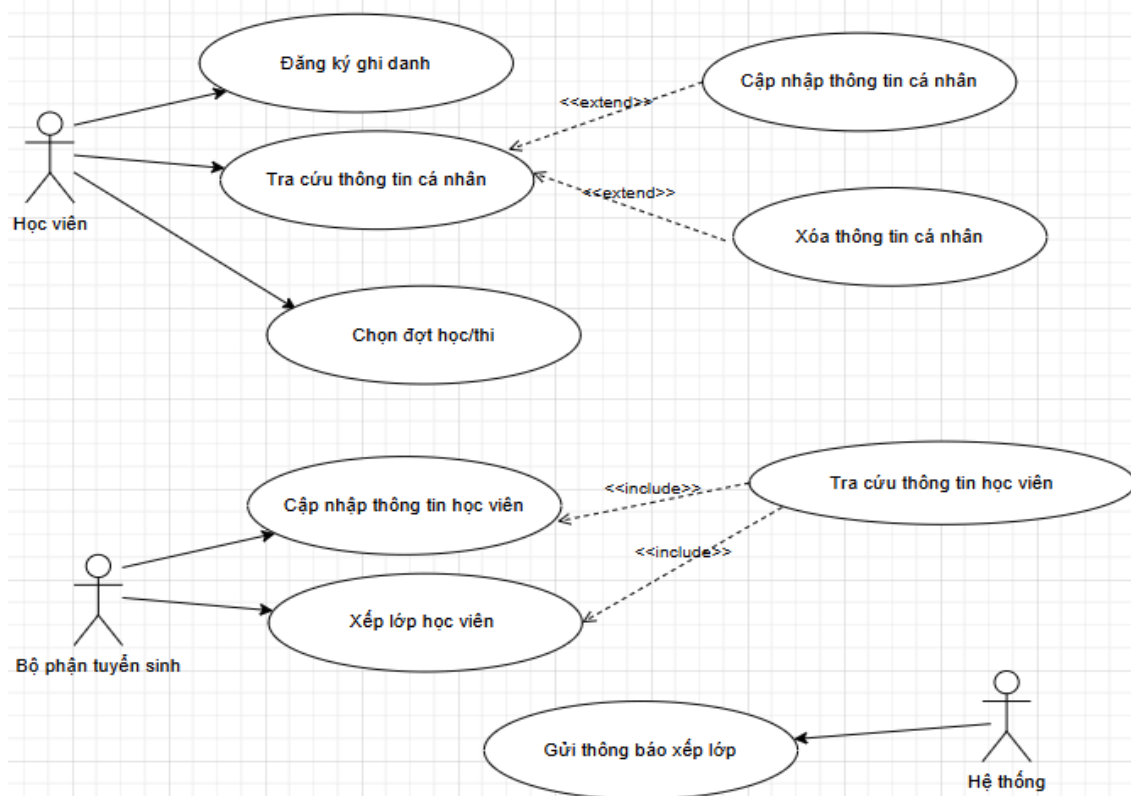 Đăng ký ghi danh
Cập nhập thông tin cá nhân
<<extend>>
Tra cứu thông tin cá nhân
<<extend>>
Học viên
Xóa thông tin cá nhân
Chọn đợt học/thi
Tra cứu thông tin học viên
<<include>>
Cập nhập thông tin học viên
<<include>>
Xếp lớp học viên
Bộ phận tuyển sinh
Gửi thông báo xếp lớp
Hệ thống